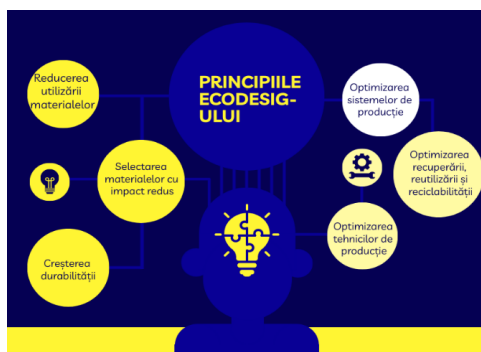 PRINCIPIILE
ECODESIG-
ULUI
Reducerea
utilizării
materialelor
Selectarea
materialelor cu
impact redus
Creșterea
durabilității
Optimizarea
sistemelor de
producție
Optimizarea
recuperării,
reutilizării și
reciclabilității
Optimizarea
tehnicilor de
producție